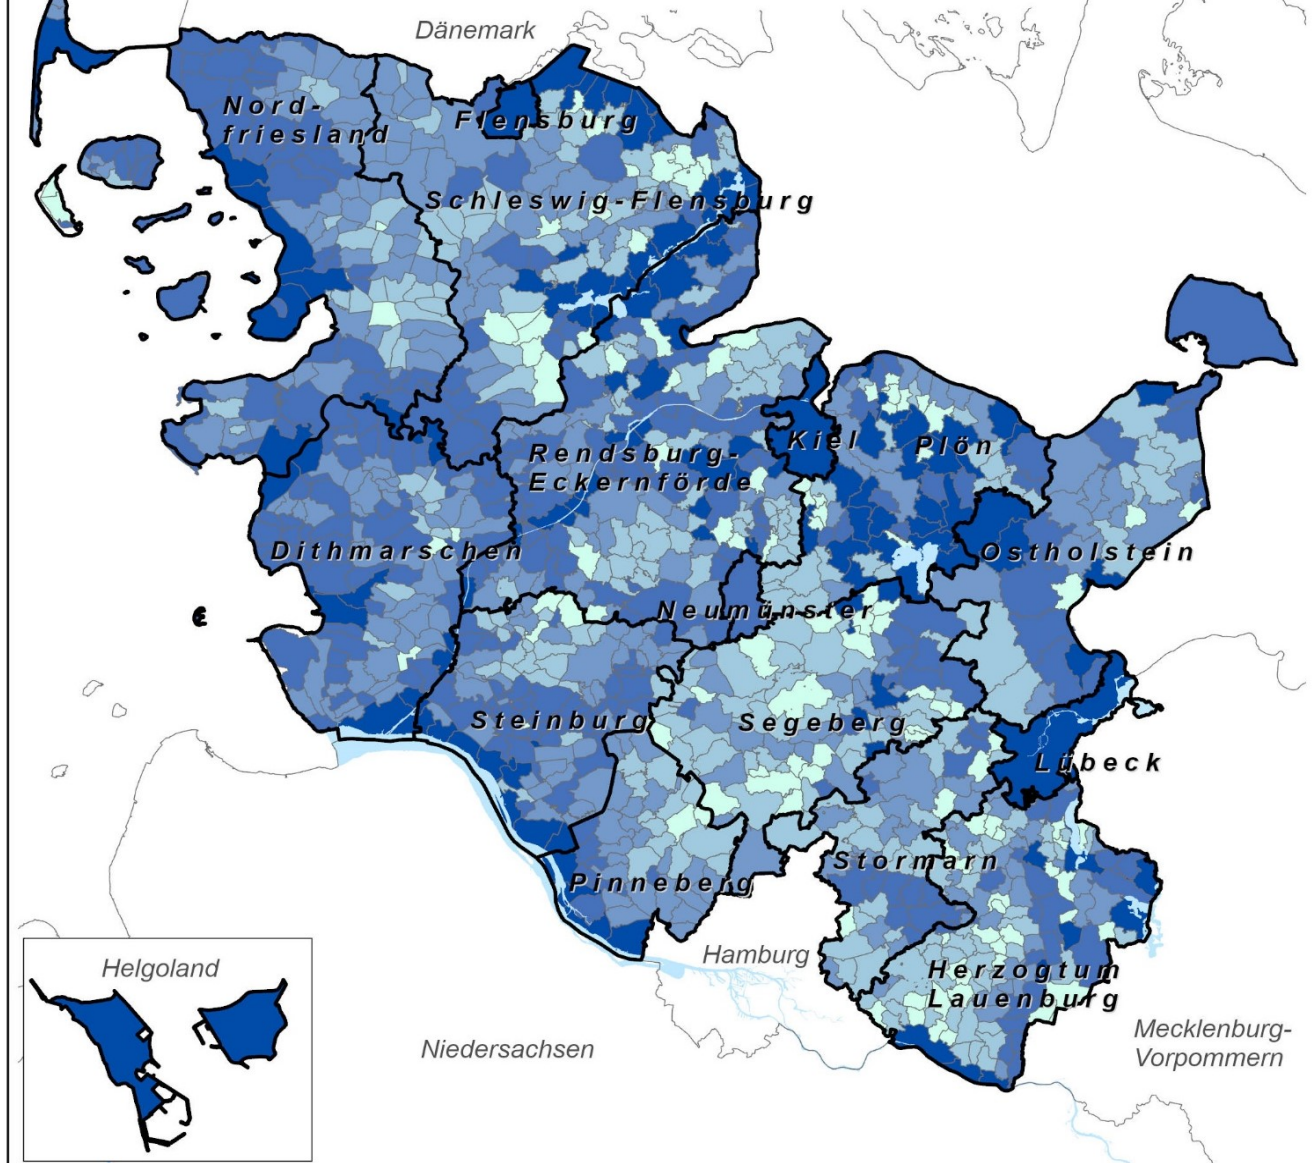 Dänemark
Nord-
friesland
Flensburg
Schleswig-Flensburg
Kiel
Plön
Rendsburg-
Eckernförde
Dithmarschen
Ostholstein
Neumünster
Steinburg
Segeberg
Lübeck
Stormarn
Pinneberg
Hamburg
Helgoland
Herzogtum
Lauenburg
Niedersachsen
Mecklenburg-
Vorpommern